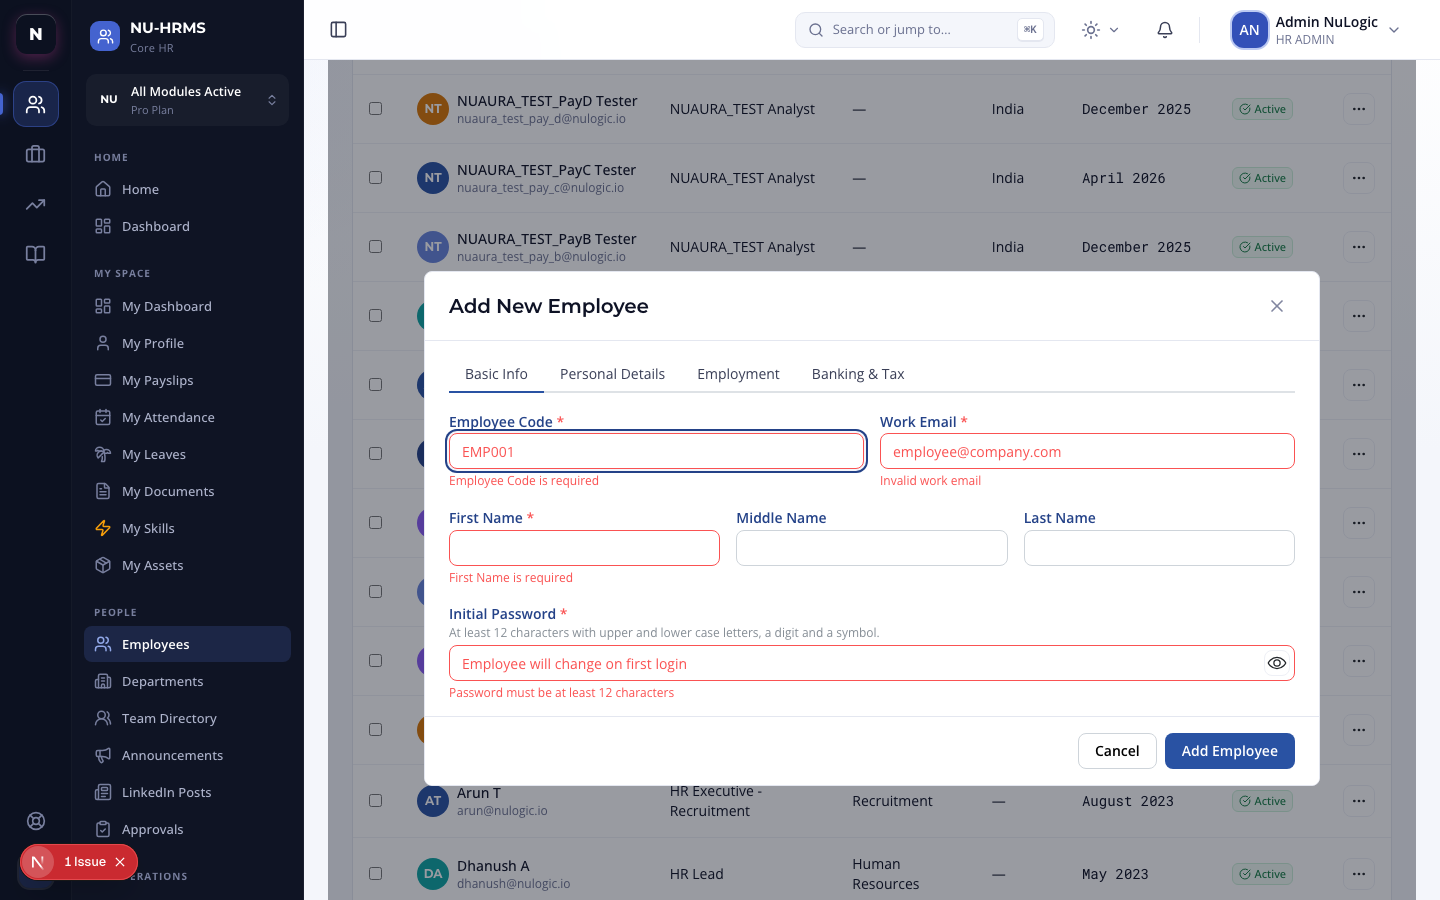 N
NU-HRMS
Core HR
NU
All Modules Active
Pro Plan
HOME
Home
Dashboard
MY SPACE
My Dashboard
My Profile
My Payslips
My Attendance
My Leaves
My Documents
My Skills
My Assets
PEOPLE
Employees
Departments
Team Directory
Announcements
LinkedIn Posts
Approvals
ERATIONS
N 1 Issue
Search or jump to...
⌘K
AN
Admin NuLogic
HR ADMIN
NT
NUAURA_TEST_PayD Tester
nuaura_test_pay_d@nulogic.io
NUAURA_TEST Analyst
—
India
December 2025
Active
NT
NUAURA_TEST_PayC Tester
nuaura_test_pay_c@nulogic.io
NUAURA_TEST Analyst
—
India
April 2026
Active
NT
NUAURA_TEST_PayB Tester
nuaura_test_pay_b@nulogic.io
NUAURA_TEST Analyst
—
India
December 2025
Active
Add New Employee
Basic Info
Personal Details
Employment
Banking & Tax
Employee Code *
EMP001
Employee Code is required
Work Email *
employee@company.com
Invalid work email
First Name *
First Name is required
Middle Name
Last Name
Initial Password *
At least 12 characters with upper and lower case letters, a digit and a symbol.
Employee will change on first login
Password must be at least 12 characters
Cancel
Add Employee
AT
Arun T
arun@nulogic.io
HR Executive -
Recruitment
Recruitment
—
August 2023
Active
DA
Dhanush A
dhanush@nulogic.io
HR Lead
Human
Resources
—
May 2023
Active